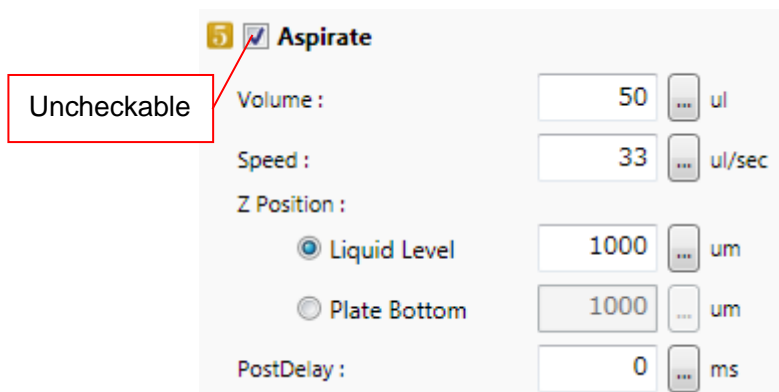 5 Aspirate
Uncheckable
Volume : 50 ... ul
Speed : 33 ... ul/sec
Z Position :
Liquid Level 1000 ... um
Plate Bottom 1000 ... um
PostDelay : 0 ... ms